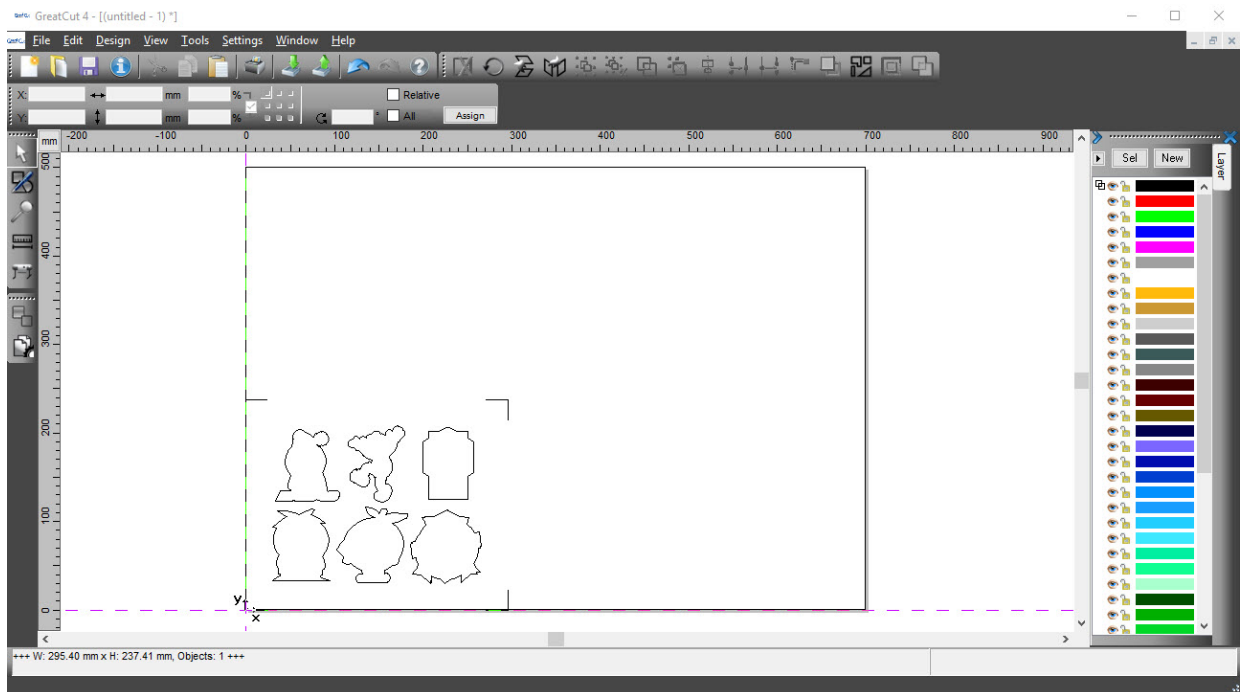 GreatCut 4 - [(untitled - 1) *]
File Edit Design View Tools Settings Window Help
X: mm % Relative
Y: mm % ° All Assign
mm -200 -100 0 100 200 300 400 500 600 700 800 900
Sel New
Layer
500
400
300
200
100
0
Y
X
+++ W: 295.40 mm x H: 237.41 mm, Objects: 1 +++